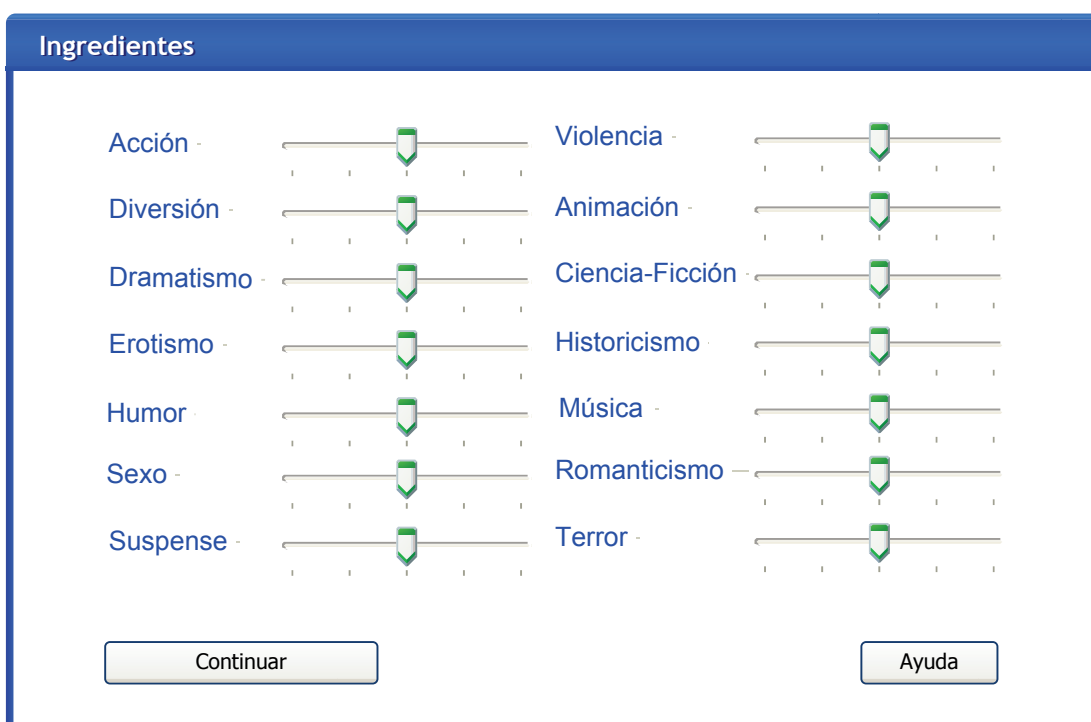 Ingredientes
Acción
Diversión
Dramatismo
Erotismo
Humor
Sexo
Suspense
Violencia
Animación
Ciencia-Ficción
Historicismo
Música
Romanticismo
Terror
Continuar
Ayuda